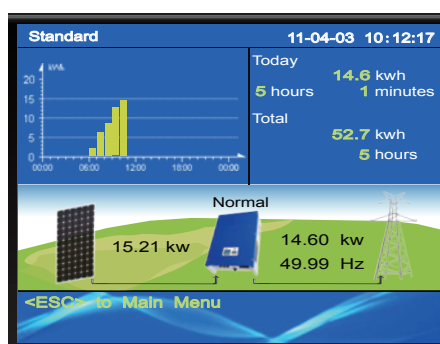 Standard
11-04-03 10:12:17
kwh
20
15
10
5
0
00:00 06:00 12:00 18:00 00:00
Today
14.6 kwh
5 hours 1 minutes
Total
52.7 kwh
5 hours
Normal
15.21 kw
14.60 kw
49.99 Hz
<ESC> to Main Menu